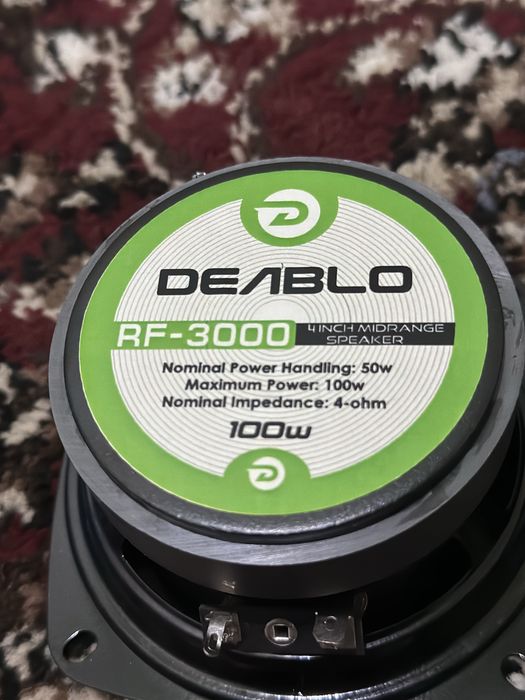 DEABLO
RF-3000 4 INCH MIDRANGE
SPEAKER
Nominal Power Handling: 50w
Maximum Power: 100w
Nominal Impedance: 4-ohm
100w